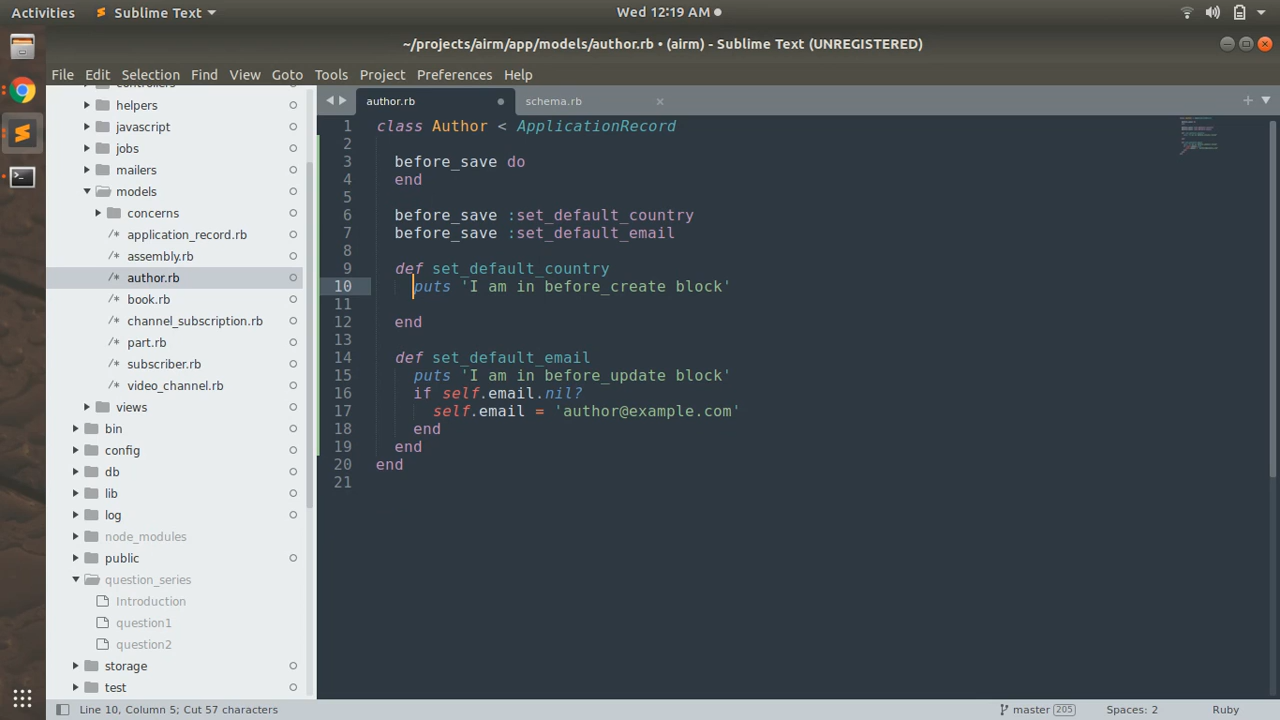 Activities Sublime Text Wed 12:19 AM
~/projects/airm/app/models/author.rb • (airm) - Sublime Text (UNREGISTERED)
File Edit Selection Find View Goto Tools Project Preferences Help
controllers
helpers
javascript
jobs
mailers
models
concerns
application_record.rb
assembly.rb
author.rb
book.rb
channel_subscription.rb
part.rb
subscriber.rb
video_channel.rb
views
bin
config
db
lib
log
node_modules
public
question_series
Introduction
question1
question2
storage
test
author.rb schema.rb
1 class Author < ApplicationRecord
2
3 before_save do
4 end
5
6 before_save :set_default_country
7 before_save :set_default_email
8
9 def set_default_country
10 puts 'I am in before_create block'
11
12 end
13
14 def set_default_email
15 puts 'I am in before_update block'
16 if self.email.nil?
17 self.email = 'author@example.com'
18 end
19 end
20 end
21
Line 10, Column 5; Cut 57 characters master 205 Spaces: 2 Ruby